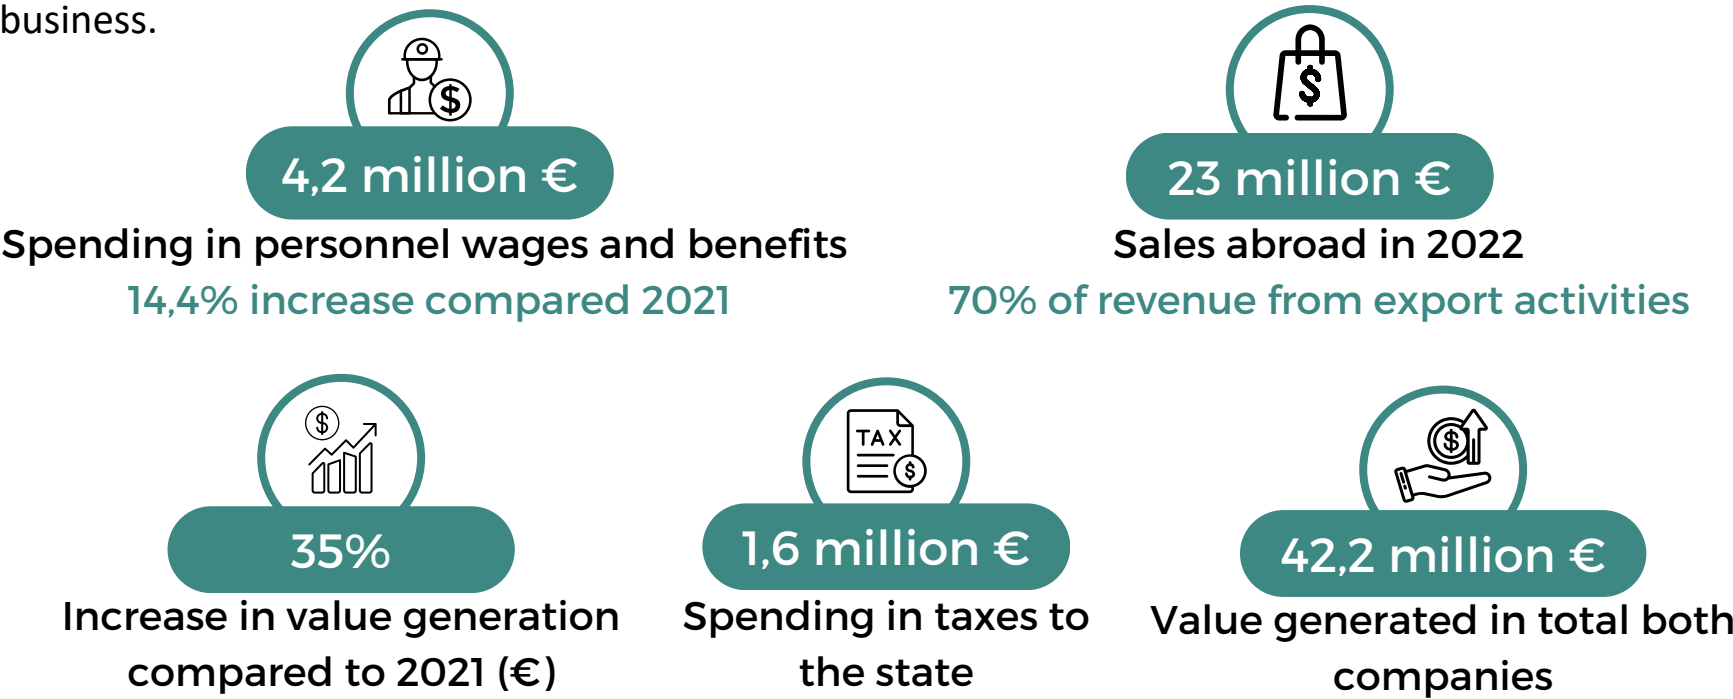 business.
$
4,2 million €
Spending in personnel wages and benefits
14,4% increase compared 2021
$
23 million €
Sales abroad in 2022
70% of revenue from export activities
$
35%
Increase in value generation
compared to 2021 (€)
TAX
$
1,6 million €
Spending in taxes to
the state
$
42,2 million €
Value generated in total both
companies